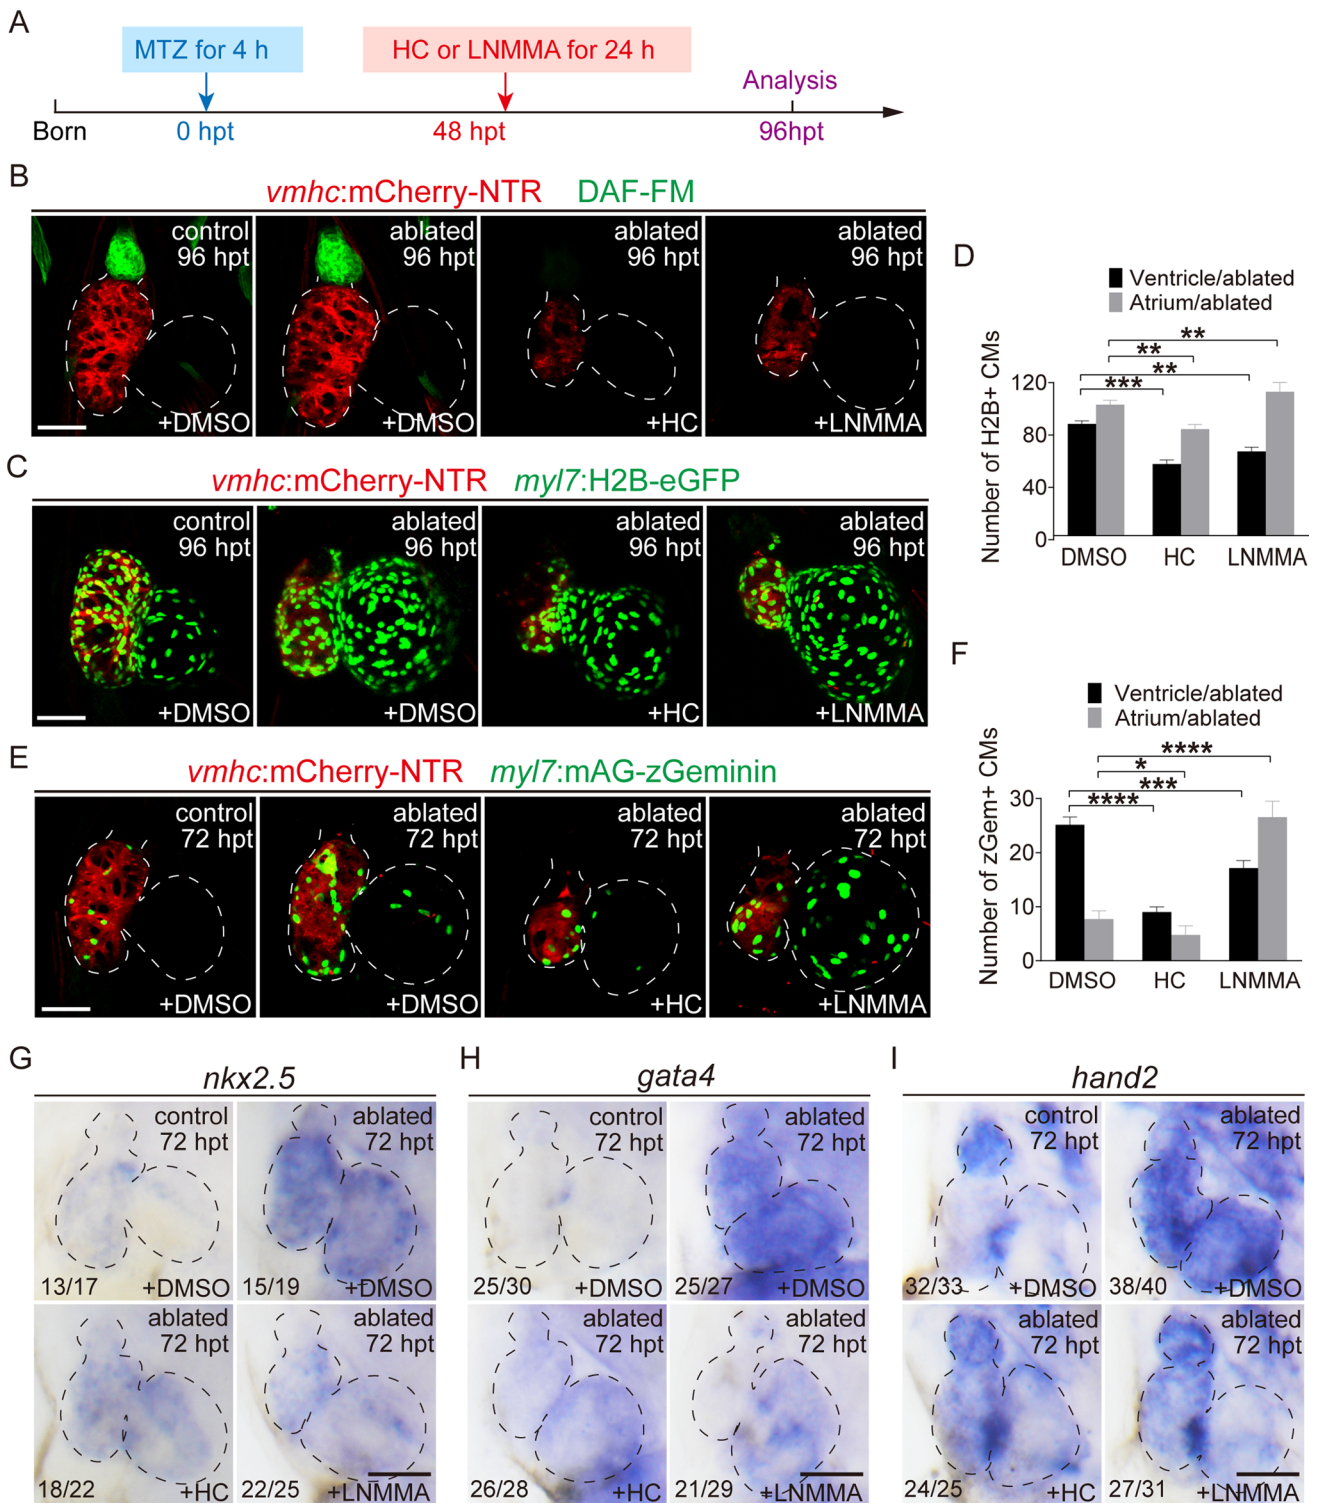 A
MTZ for 4 h
HC or LNMMA for 24 h
Analysis
Born
0 hpt
48 hpt
96hpt
B
vmhc:mCherry-NTR DAF-FM
control
96 hpt
+DMSO
ablated
96 hpt
+DMSO
ablated
96 hpt
+HC
ablated
96 hpt
+LNMMA
C
vmhc:mCherry-NTR myl7:H2B-eGFP
control
96 hpt
+DMSO
ablated
96 hpt
+DMSO
ablated
96 hpt
+HC
ablated
96 hpt
+LNMMA
D
Ventricle/ablated
Atrium/ablated
Number of H2B+ CMs
**
**
**
***
120
80
40
0
DMSO HC LNMMA
E
vmhc:mCherry-NTR myl7:mAG-zGeminin
control
72 hpt
+DMSO
ablated
72 hpt
+DMSO
ablated
72 hpt
+HC
ablated
72 hpt
+LNMMA
F
Ventricle/ablated
Atrium/ablated
Number of zGem+ CMs
****
*
***
****
30
20
10
0
DMSO HC LNMMA
G
nkx2.5
control
72 hpt
13/17 +DMSO
ablated
72 hpt
15/19 +DMSO
ablated
72 hpt
18/22 +HC
ablated
72 hpt
22/25 +LNMMA
H
gata4
control
72 hpt
25/30 +DMSO
ablated
72 hpt
25/27 +DMSO
ablated
72 hpt
26/28 +HC
ablated
72 hpt
21/29 +LNMMA
I
hand2
control
72 hpt
32/33 +DMSO
ablated
72 hpt
38/40 +DMSO
ablated
72 hpt
24/25 +HC
ablated
72 hpt
27/31 +LNMMA